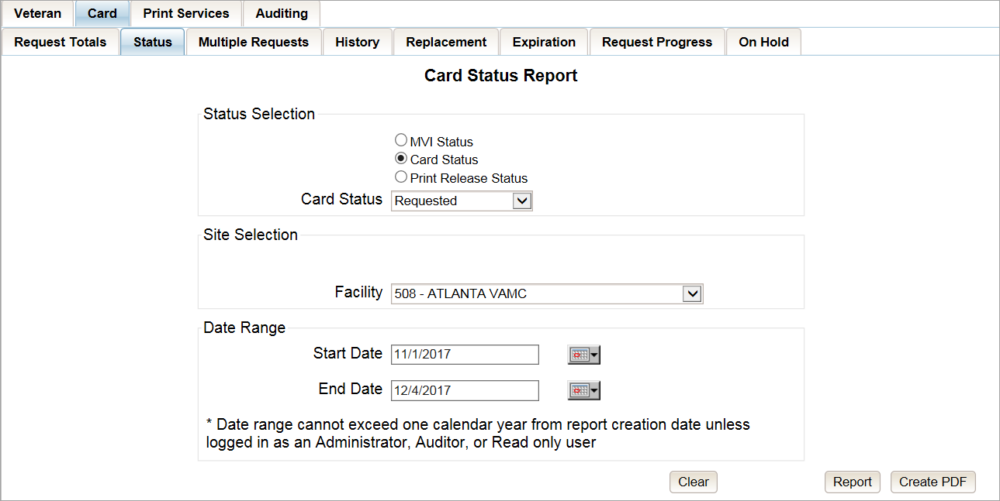 Veteran Card Print Services Auditing
Request Totals Status Multiple Requests History Replacement Expiration Request Progress On Hold
Card Status Report
Status Selection
MVI Status
Card Status
Print Release Status
Card Status Requested
Site Selection
Facility 508 - ATLANTA VAMC
Date Range
Start Date 11/1/2017
End Date 12/4/2017
* Date range cannot exceed one calendar year from report creation date unless
logged in as an Administrator, Auditor, or Read only user
Clear Report Create PDF